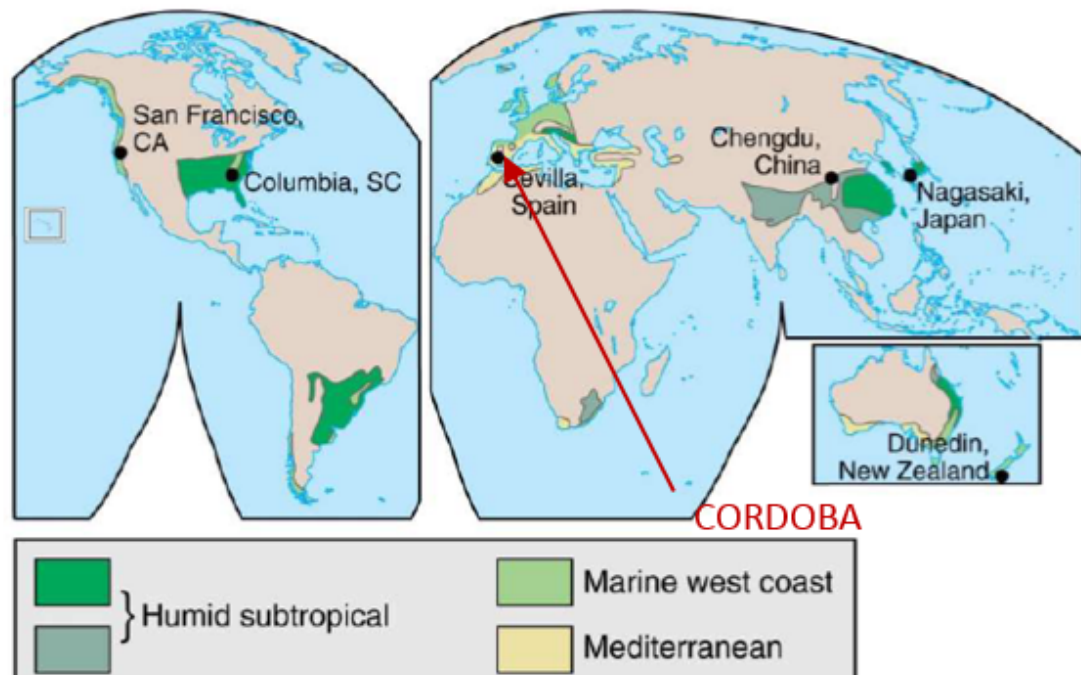 San Francisco,
CA
Columbia, SC
Sevilla,
Spain
Chengdu,
China
Nagasaki,
Japan
Dunedin,
New Zealand
CORDOBA
Humid subtropical
Marine west coast
Mediterranean